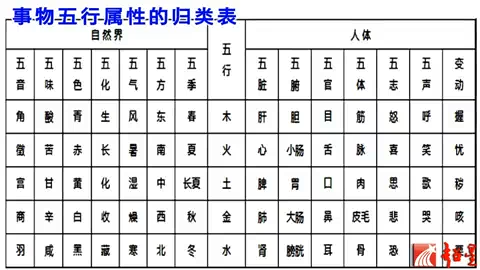 事物五行属性的归类表
自然界 五行 人体
五音 五味 五色 五化 五气 五方 五季 五脏 五腑 五官 五体 五志 五声 变动
角 酸 青 生 风 东 春 木 肝 胆 目 筋 怒 呼 握
徵 苦 赤 长 暑 南 夏 火 心 小肠 舌 脉 喜 笑 忧
宫 甘 黄 化 湿 中 长夏 土 脾 胃 口 肉 思 歌 哕
商 辛 白 收 燥 西 秋 金 肺 大肠 鼻 皮毛 悲 哭 咳
羽 咸 黑 藏 寒 北 冬 水 肾 膀胱 耳 骨 恐